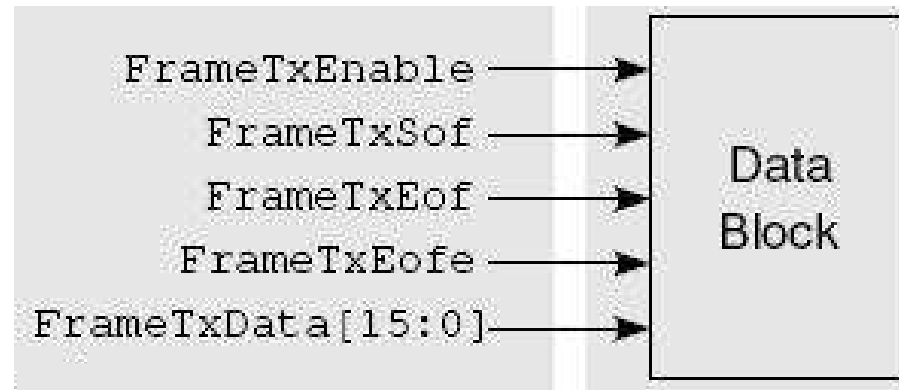 FrameTxEnable
FrameTxSof
FrameTxEof
FrameTxEofe
FrameTxData[15:0]
Data
Block